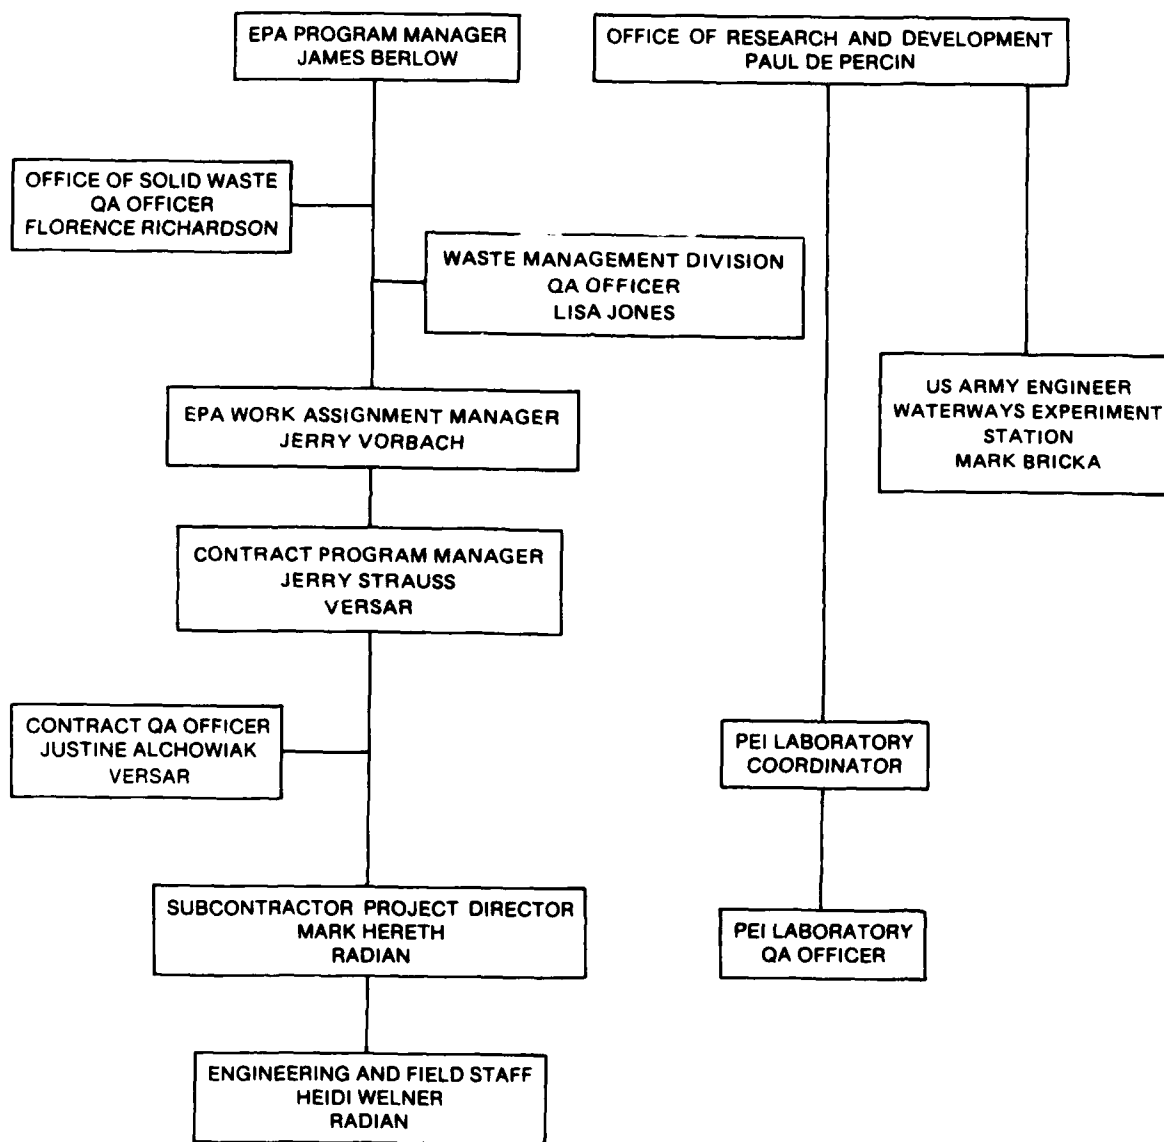 EPA PROGRAM MANAGER
JAMES BERLOW
OFFICE OF RESEARCH AND DEVELOPMENT
PAUL DE PERCIN
OFFICE OF SOLID WASTE
QA OFFICER
FLORENCE RICHARDSON
WASTE MANAGEMENT DIVISION
QA OFFICER
LISA JONES
EPA WORK ASSIGNMENT MANAGER
JERRY VORBACH
US ARMY ENGINEER
WATERWAYS EXPERIMENT
STATION
MARK BRICKA
CONTRACT PROGRAM MANAGER
JERRY STRAUSS
VERSAR
CONTRACT QA OFFICER
JUSTINE ALCHOWIAK
VERSAR
PEI LABORATORY
COORDINATOR
SUBCONTRACTOR PROJECT DIRECTOR
MARK HERETH
RADIAN
PEI LABORATORY
QA OFFICER
ENGINEERING AND FIELD STAFF
HEIDI WELNER
RADIAN